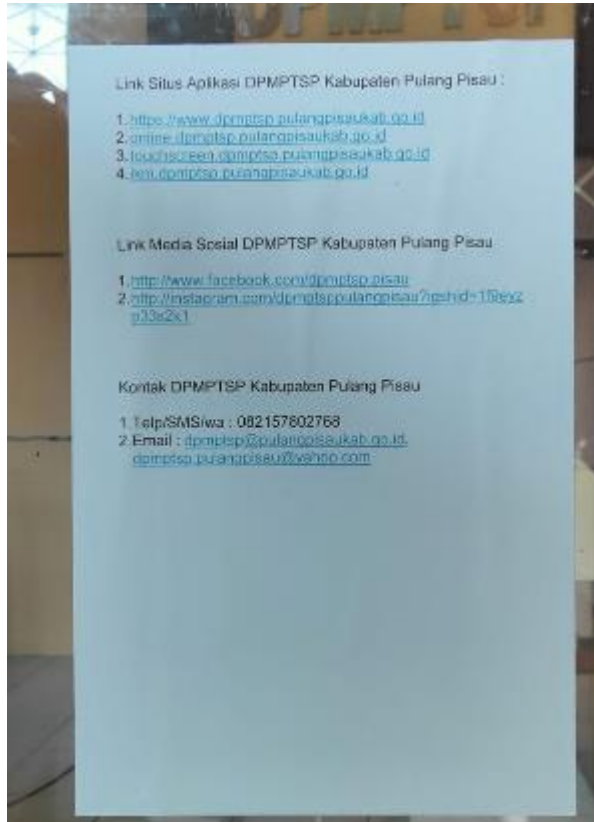 DPMPTSP
Link Situs Aplikasi DPMPTSP Kabupaten Pulang Pisau :
1. https://www.dpmptsp.pulangpisaukab.go.id
2. online.dpmptsp.pulangpisaukab.go.id
3. touchscreen.dpmptsp.pulangpisaukab.go.id
4. dpmptsp.pulangpisaukab.go.id
Link Media Sosial DPMPTSP Kabupaten Pulang Pisau
1. http://www.facebook.com/dpmptsp.pisau
2. http://instagram.com/dpmptsppulangpisau?igshid=
Kontak DPMPTSP Kabupaten Pulang Pisau
1. Telp/SMS/wa : 082157802768
2. Email : dpmptsp@pulangpisaukab.go.id,
dpmptsp.pulangpisau@yahoo.com